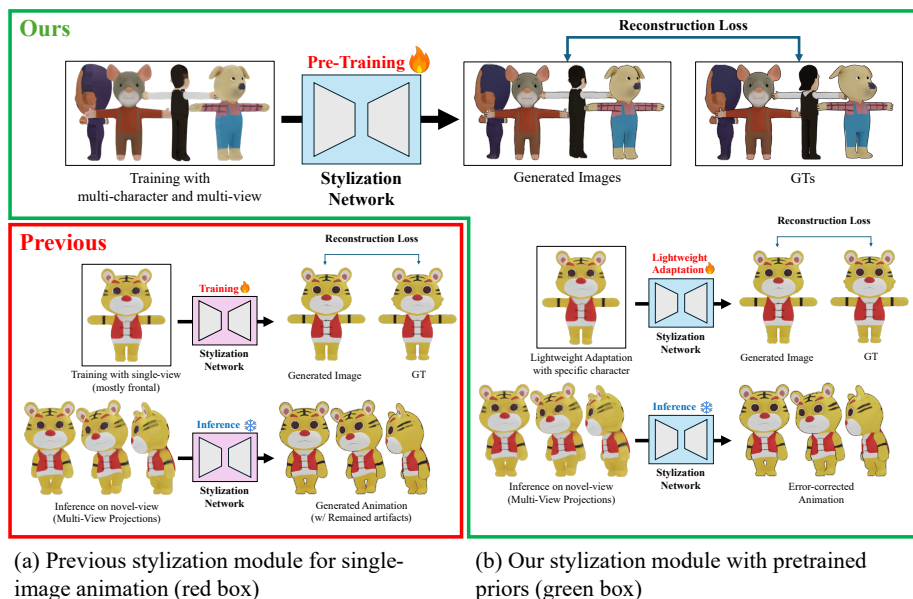 Ours
Reconstruction Loss
Pre-Training
Training with
multi-character and multi-view
Stylization
Network
Generated Images
GTs
Previous
Reconstruction Loss
Training
Stylization
Network
Training with single-view
(mostly frontal)
Generated Image
GT
Inference
Stylization
Network
Inference on novel-view
(Multi-View Projections)
Generated Animation
(w/ Remained artifacts)
Reconstruction Loss
Lightweight
Adaptation
Stylization
Network
Lightweight Adaptation
with specific character
Generated Image
GT
Inference
Stylization
Network
Inference on novel-view
(Multi-View Projections)
Error-corrected
Animation
(a) Previous stylization module for single-
image animation (red box)
(b) Our stylization module with pretrained
priors (green box)